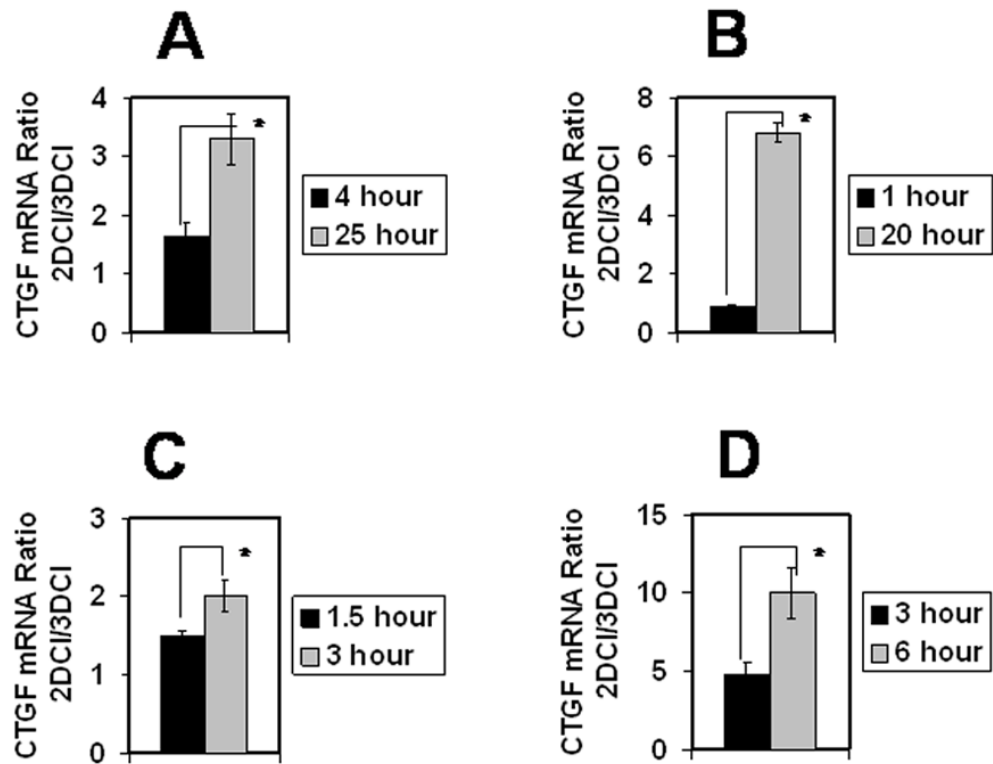 A
CTGF mRNA Ratio
2DCI/3DCI
4
3
2
1
0
*
4 hour
25 hour
B
CTGF mRNA Ratio
2DCI/3DCI
8
6
4
2
0
*
1 hour
20 hour
C
CTGF mRNA Ratio
2DCI/3DCI
3
2
1
0
*
1.5 hour
3 hour
D
CTGF mRNA Ratio
2DCI/3DCI
15
10
5
0
*
3 hour
6 hour